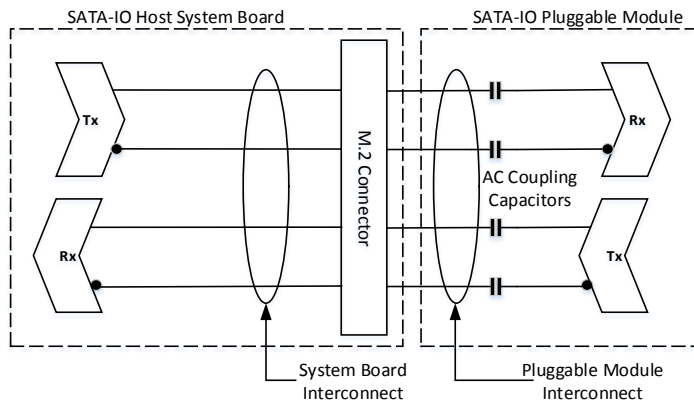 SATA-IO Host System Board
SATA-IO Pluggable Module
Tx
Rx
M.2 Connector
AC Coupling
Capacitors
Rx
Tx
System Board
Interconnect
Pluggable Module
Interconnect